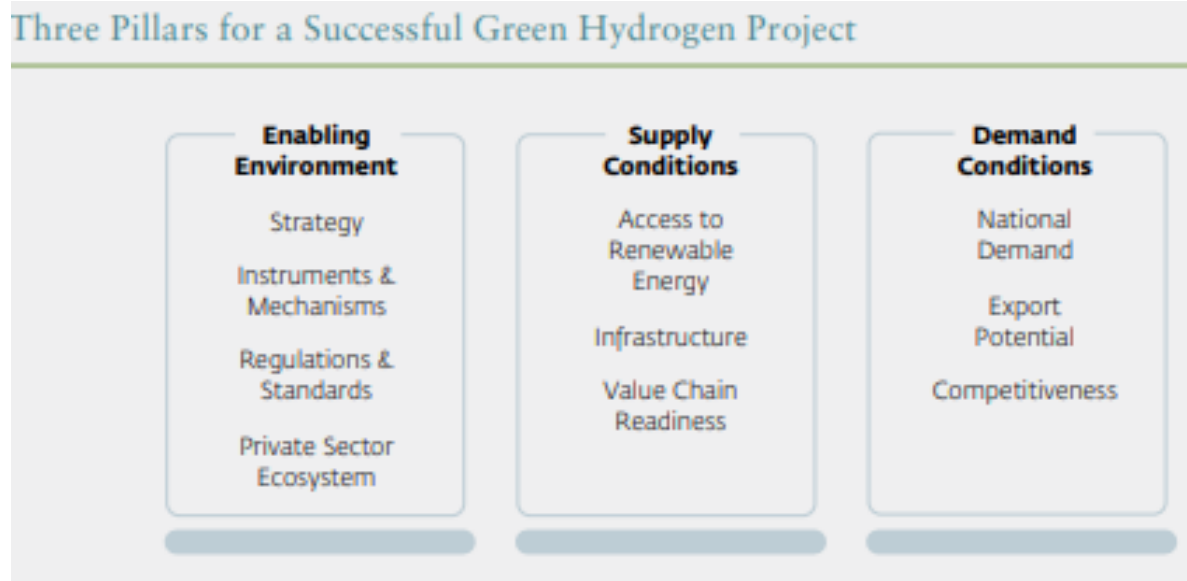 Three Pillars for a Successful Green Hydrogen Project
Enabling
Environment
Strategy
Instruments &
Mechanisms
Regulations &
Standards
Private Sector
Ecosystem
Supply
Conditions
Access to
Renewable
Energy
Infrastructure
Value Chain
Readiness
Demand
Conditions
National
Demand
Export
Potential
Competitiveness